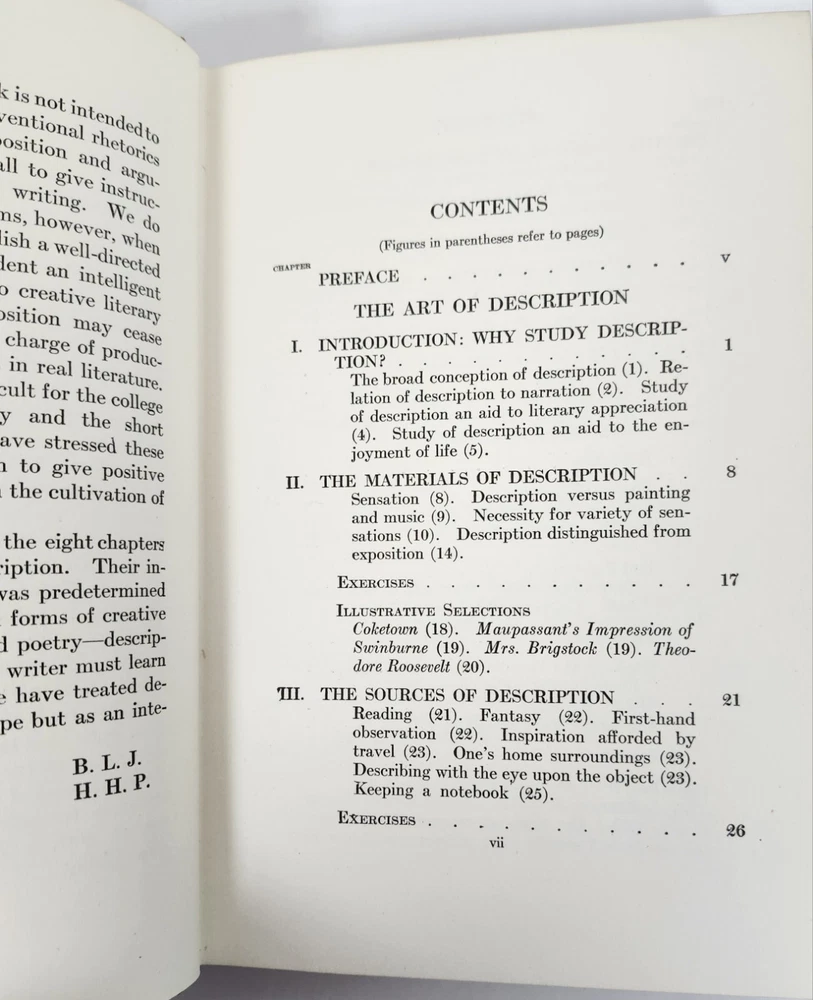 k is not intended to
ventional rhetorics
position and argu-
all to give instruc-
writing. We do
ns, however, when
lish a well-directed
dent an intelligent
o creative literary
osition may cease
charge of produc-
in real literature.
cult for the college
y and the short
ave stressed these
n to give positive
the cultivation of
the eight chapters
ription. Their in-
was predetermined
forms of creative
d poetry—descrip-
writer must learn
e have treated de-
pe but as an inte-
B. L. J.
H. H. P.
CONTENTS
(Figures in parentheses refer to pages)
CHAPTER
PREFACE . . . . . . . . . . . v
THE ART OF DESCRIPTION
I. INTRODUCTION: WHY STUDY DESCRIP-
TION? . . . . . . . . . . . 1
The broad conception of description (1). Re-
lation of description to narration (2). Study
of description an aid to literary appreciation
(4). Study of description an aid to the en-
joyment of life (5).
II. THE MATERIALS OF DESCRIPTION . . 8
Sensation (8). Description versus painting
and music (9). Necessity for variety of sen-
sations (10). Description distinguished from
exposition (14).
EXERCISES . . . . . . . . . . . 17
ILLUSTRATIVE SELECTIONS
Coketown (18). Maupassant's Impression of
Swinburne (19). Mrs. Brigstock (19). Theo-
dore Roosevelt (20).
III. THE SOURCES OF DESCRIPTION . . . 21
Reading (21). Fantasy (22). First-hand
observation (22). Inspiration afforded by
travel (23). One's home surroundings (23).
Describing with the eye upon the object (23).
Keeping a notebook (25).
EXERCISES . . . . . . . . . . . 26
vii